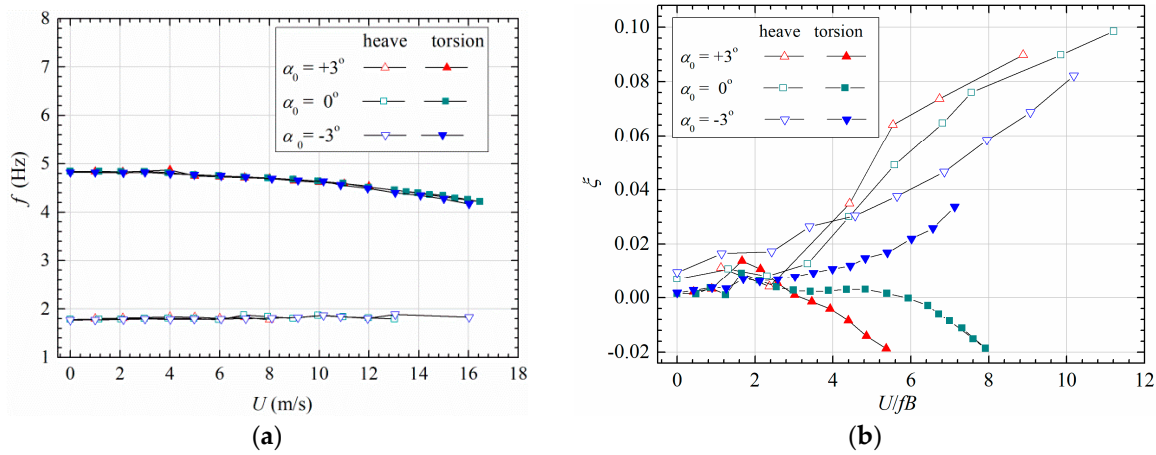 8
7
6
5
4
3
2
1
f (Hz)
heave torsion
α₀ = +3°
α₀ = 0°
α₀ = -3°
0 2 4 6 8 10 12 14 16 18
U (m/s)
(a)
0.10
0.08
0.06
0.04
0.02
0.00
-0.02
ξ
heave torsion
α₀ = +3°
α₀ = 0°
α₀ = -3°
0 2 4 6 8 10 12
U/fB
(b)